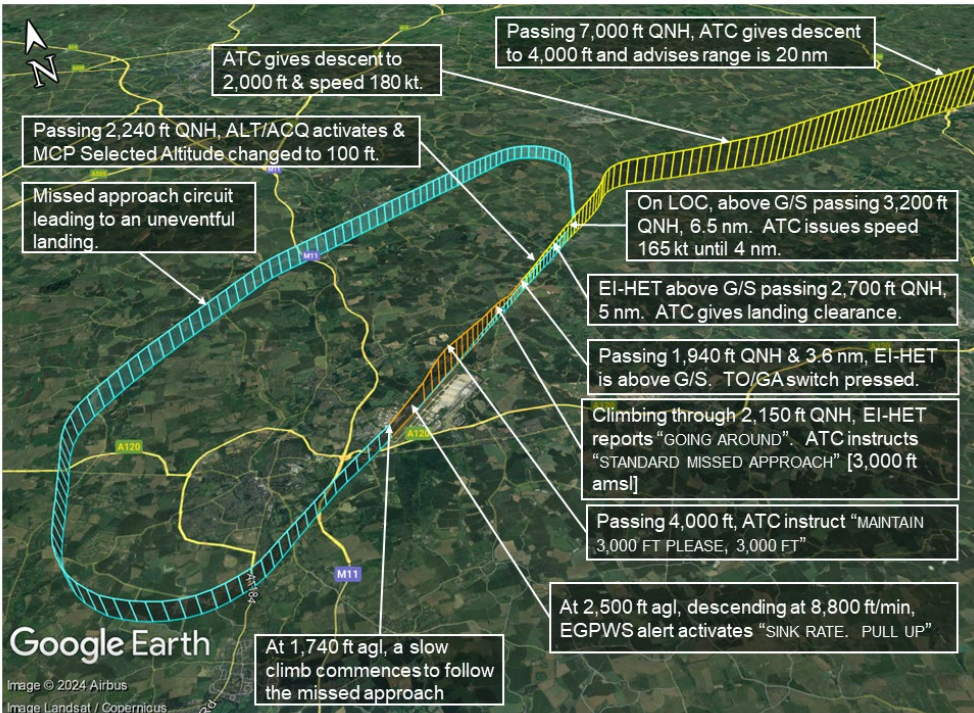 Passing 7,000 ft QNH, ATC gives descent
to 4,000 ft and advises range is 20 nm
ATC gives descent to
2,000 ft & speed 180 kt.
N
Passing 2,240 ft QNH, ALT/ACQ activates &
MCP Selected Altitude changed to 100 ft.
M11
Missed approach circuit
leading to an uneventful
landing.
On LOC, above G/S passing 3,200 ft
QNH, 6.5 nm. ATC issues speed
165 kt until 4 nm.
M11
EI-HET above G/S passing 2,700 ft QNH,
5 nm. ATC gives landing clearance.
Passing 1,940 ft QNH & 3.6 nm, EI-HET
is above G/S. TO/GA switch pressed.
A120
A120
Climbing through 2,150 ft QNH, EI-HET
reports “GOING AROUND”. ATC instructs
“STANDARD MISSED APPROACH” [3,000 ft
amsl]
Passing 4,000 ft, ATC instruct “MAINTAIN
3,000 FT PLEASE, 3,000 FT”
M11
At 2,500 ft agl, descending at 8,800 ft/min,
EGPWS alert activates “SINK RATE. PULL UP”
Google Earth
At 1,740 ft agl, a slow
climb commences to follow
the missed approach
Image © 2024 Airbus
Image Landsat / Copernicus
Rd